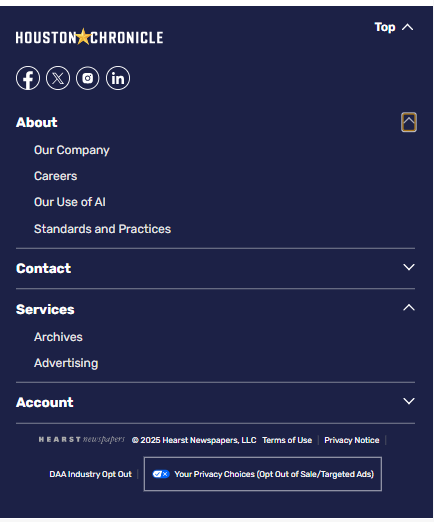 Top
HOUSTON CHRONICLE
About
Our Company
Careers
Our Use of AI
Standards and Practices
Contact
Services
Archives
Advertising
Account
HEARST newspapers © 2025 Hearst Newspapers, LLC Terms of Use Privacy Notice
DAA Industry Opt Out Your Privacy Choices (Opt Out of Sale/Targeted Ads)